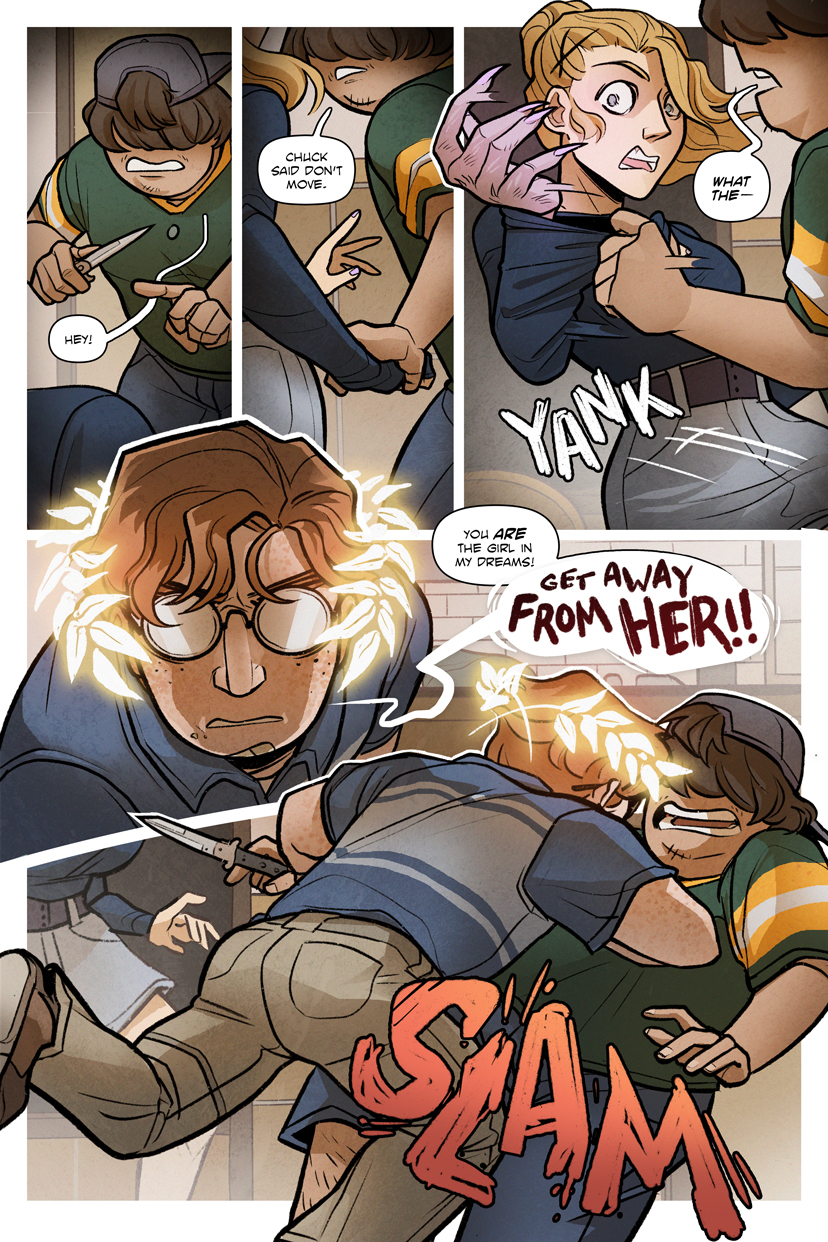 HEY!
CHUCK
SAID DON'T
MOVE.
WHAT
THE—
YANK
YOU ARE
THE GIRL IN
MY DREAMS!
GET AWAY
FROM HER!!
SLAM